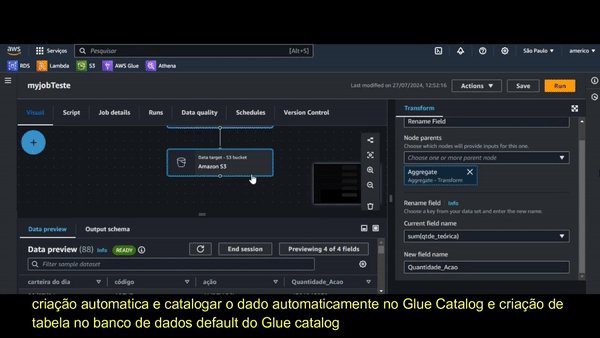 aws
Serviços
Pesquisar
[Alt+S]
São Paulo
americo
RDS
Lambda
S3
AWS Glue
Athena
myjobTeste
Last modified on 27/07/2024, 12:52:16
Actions
Save
Run
Visual
Script
Job details
Runs
Data quality
Schedules
Version Control
Data target - S3 bucket
Amazon S3
Transform
Rename Field
Node parents
Choose which nodes will provide inputs for this one.
Choose one or more parent node
Aggregate
Aggregate - Transform
Rename field
Info
Choose a key from your data set and enter the new name.
Current field name
sum(qtde_teórica)
New field name
Quantidade_Acao
Data preview
Output schema
Data preview (88)
Info
READY
End session
Previewing 4 of 4 fields
Filter sample dataset
carteira do dia
código
ação
Quantidade_Acao
criação automatica e catalogar o dado automaticamente no Glue Catalog e criação de
tabela no banco de dados default do Glue catalog